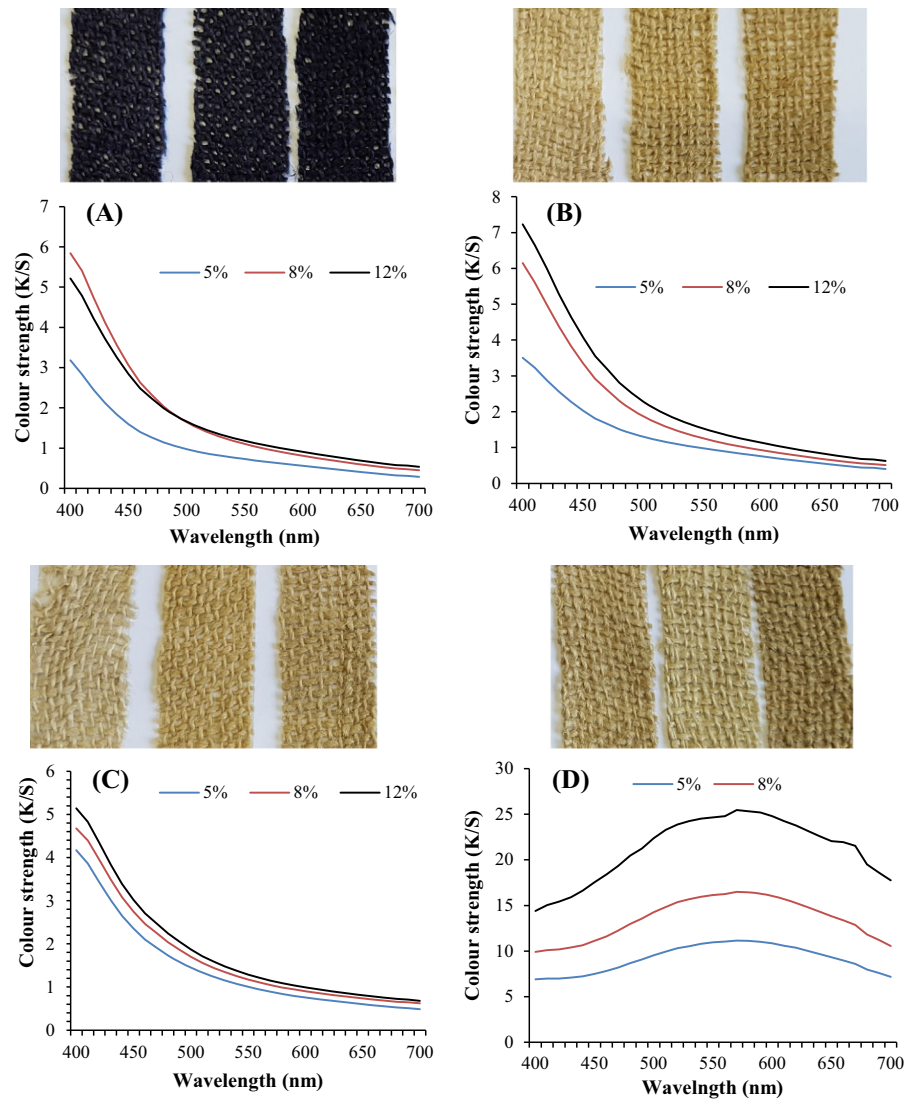 (A)
Colour strength (K/S)
7
6
5
4
3
2
1
0
5% 8% 12%
400 450 500 550 600 650 700
Wavelength (nm)
(B)
Colour strength (K/S)
8
7
6
5
4
3
2
1
0
5% 8% 12%
400 450 500 550 600 650 700
Wavelength (nm)
(C)
Colour strength (K/S)
6
5
4
3
2
1
0
5% 8% 12%
400 450 500 550 600 650 700
Wavelength (nm)
(D)
Colour strength (K/S)
30
25
20
15
10
5
0
5% 8%
400 450 500 550 600 650 700
Wavelngth (nm)